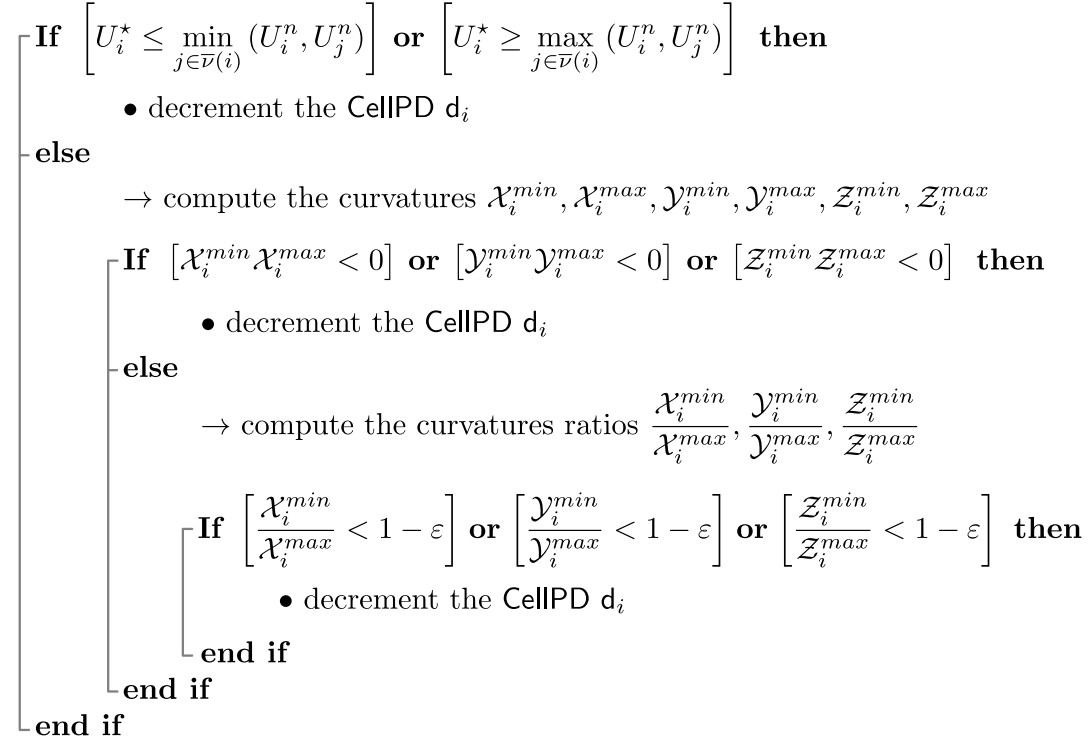 If [U_i^⋆ ≤ min_{j∈ν̅(i)} (U_i^n, U_j^n)] or [U_i^⋆ ≥ max_{j∈ν̅(i)} (U_i^n, U_j^n)] then
• decrement the CellPD d_i
else
→ compute the curvatures 𝒳_i^{min}, 𝒳_i^{max}, 𝒴_i^{min}, 𝒴_i^{max}, 𝒵_i^{min}, 𝒵_i^{max}
If [𝒳_i^{min} 𝒳_i^{max} < 0] or [𝒴_i^{min} 𝒴_i^{max} < 0] or [𝒵_i^{min} 𝒵_i^{max} < 0] then
• decrement the CellPD d_i
else
→ compute the curvatures ratios 𝒳_i^{min}/𝒳_i^{max}, 𝒴_i^{min}/𝒴_i^{max}, 𝒵_i^{min}/𝒵_i^{max}
If [𝒳_i^{min}/𝒳_i^{max} < 1 − ε] or [𝒴_i^{min}/𝒴_i^{max} < 1 − ε] or [𝒵_i^{min}/𝒵_i^{max} < 1 − ε] then
• decrement the CellPD d_i
end if
end if
end if